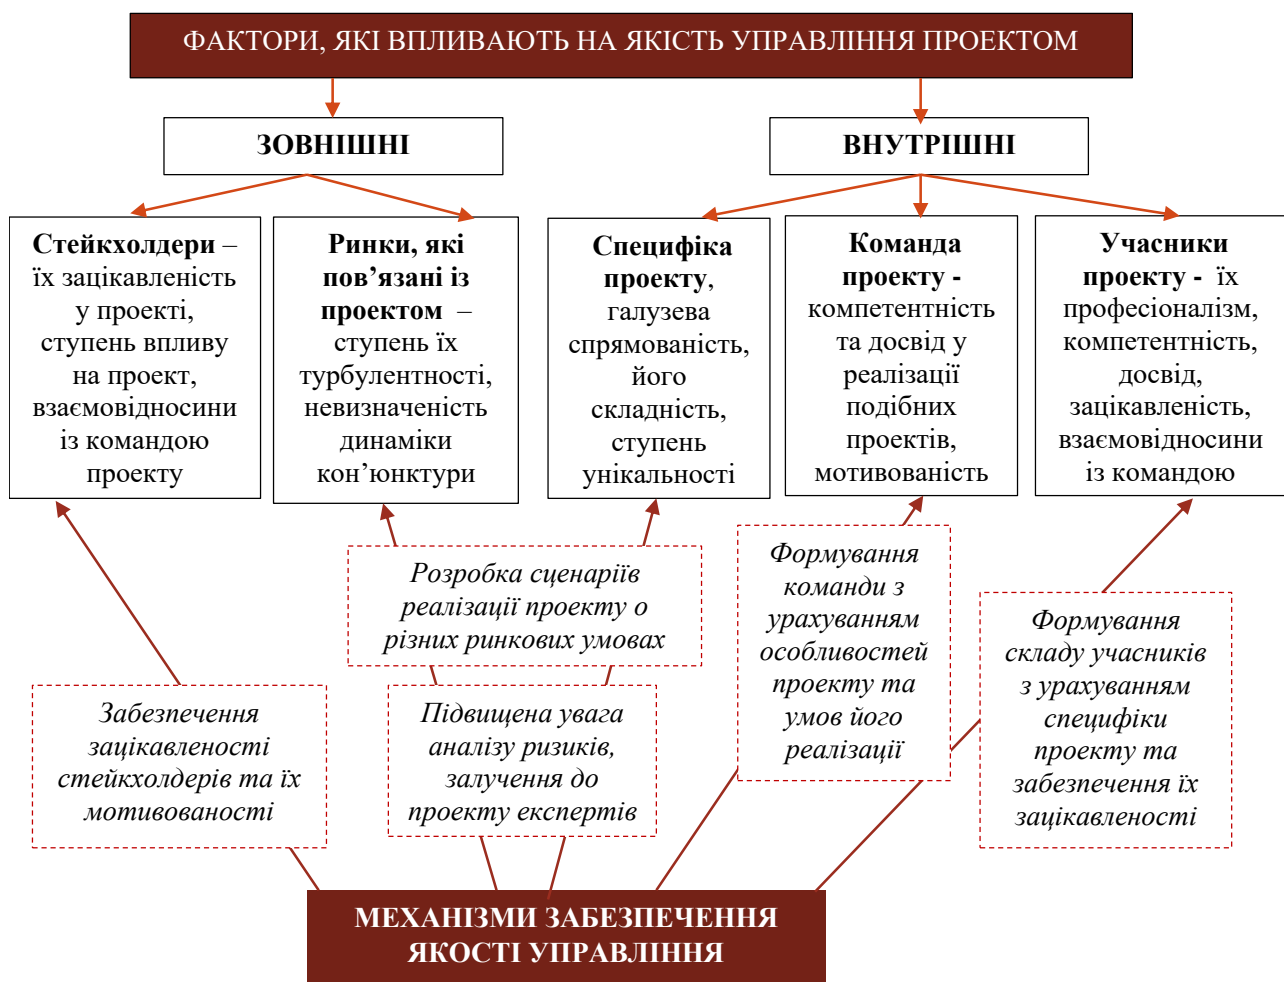 ФАКТОРИ, ЯКІ ВПЛИВАЮТЬ НА ЯКІСТЬ УПРАВЛІННЯ ПРОЕКТОМ
ЗОВНІШНІ
ВНУТРІШНІ
Стейкхолдери –
їх зацікавленість
у проекті,
ступень впливу
на проект,
взаємовідносини
із командою
проекту
Ринки, які
пов’язані із
проектом –
ступень їх
турбулентності,
невизначеність
динаміки
кон’юнктури
Специфіка
проекту,
галузева
спрямованість,
його
складність,
ступень
унікальності
Команда
проекту -
компетентність
та досвід у
реалізації
подібних
проектів,
мотивованість
Учасники
проекту - їх
професіоналізм,
компетентність,
досвід,
зацікавленість,
взаємовідносини
із командою
Розробка сценаріїв
реалізації проекту о
різних ринкових умовах
Формування
команди з
урахуванням
особливостей
проекту та
умов його
реалізації
Формування
складу учасників
з урахуванням
специфіки
проекту та
забезпечення їх
зацікавленості
Забезпечення
зацікавленості
стейкхолдерів та їх
мотивованості
Підвищена увага
аналізу ризиків,
залучення до
проекту експертів
МЕХАНІЗМИ ЗАБЕЗПЕЧЕННЯ
ЯКОСТІ УПРАВЛІННЯ